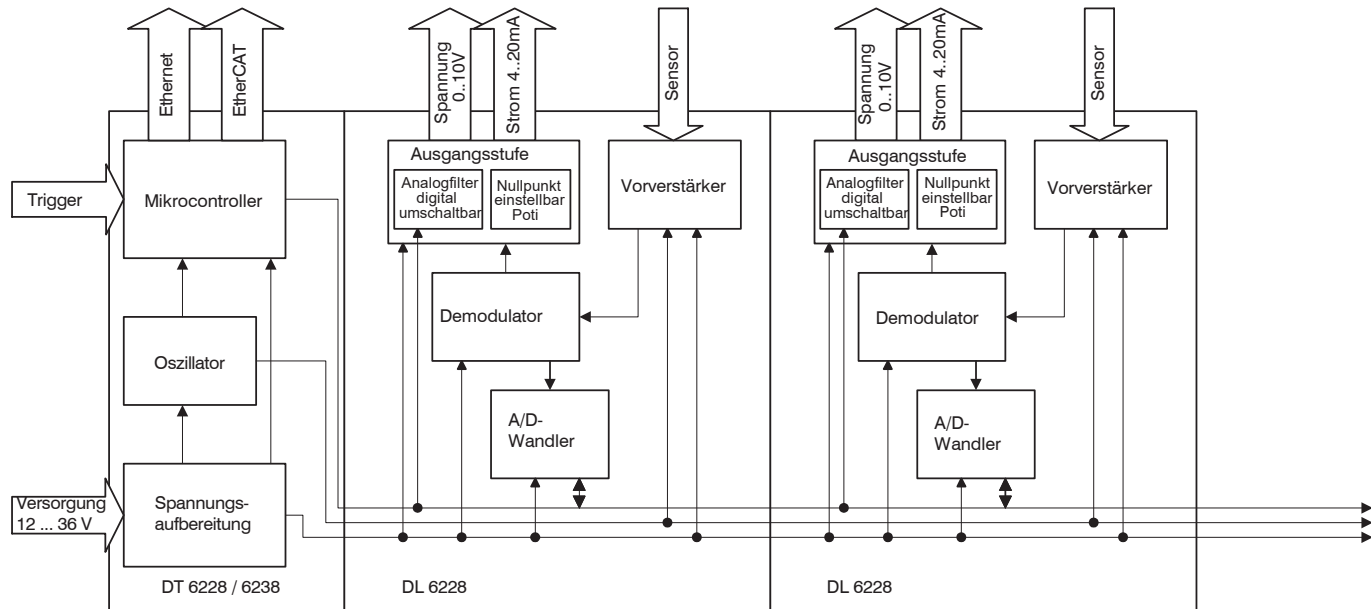 Ethernet
EtherCAT
Spannung
0..10V
Strom 4..20mA
Sensor
Spannung
0..10V
Strom 4..20mA
Sensor
Trigger
Mikrocontroller
Ausgangsstufe
Analogfilter
digital
umschaltbar
Nullpunkt
einstellbar
Poti
Vorverstärker
Ausgangsstufe
Analogfilter
digital
umschaltbar
Nullpunkt
einstellbar
Poti
Vorverstärker
Oszillator
Demodulator
Demodulator
A/D-
Wandler
A/D-
Wandler
Versorgung
12 ... 36 V
Spannungs-
aufbereitung
DT 6228 / 6238
DL 6228
DL 6228